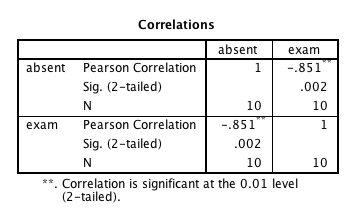 Correlations
absent exam
absent Pearson Correlation 1 -.851**
Sig. (2-tailed) .002
N 10 10
exam Pearson Correlation -.851** 1
Sig. (2-tailed) .002
N 10 10
**. Correlation is significant at the 0.01 level
(2-tailed).